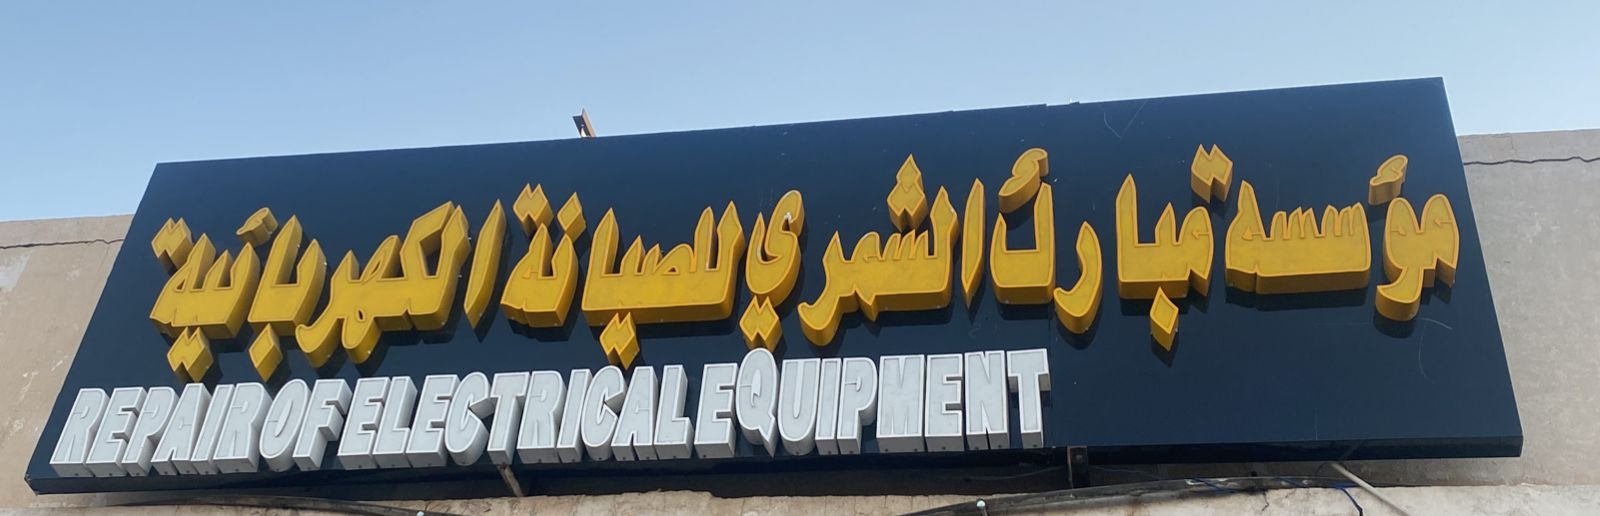 مؤسسة مبارك الشمري للصيانة الكهربائية
REPAIR OF ELECTRICAL EQUIPMENT